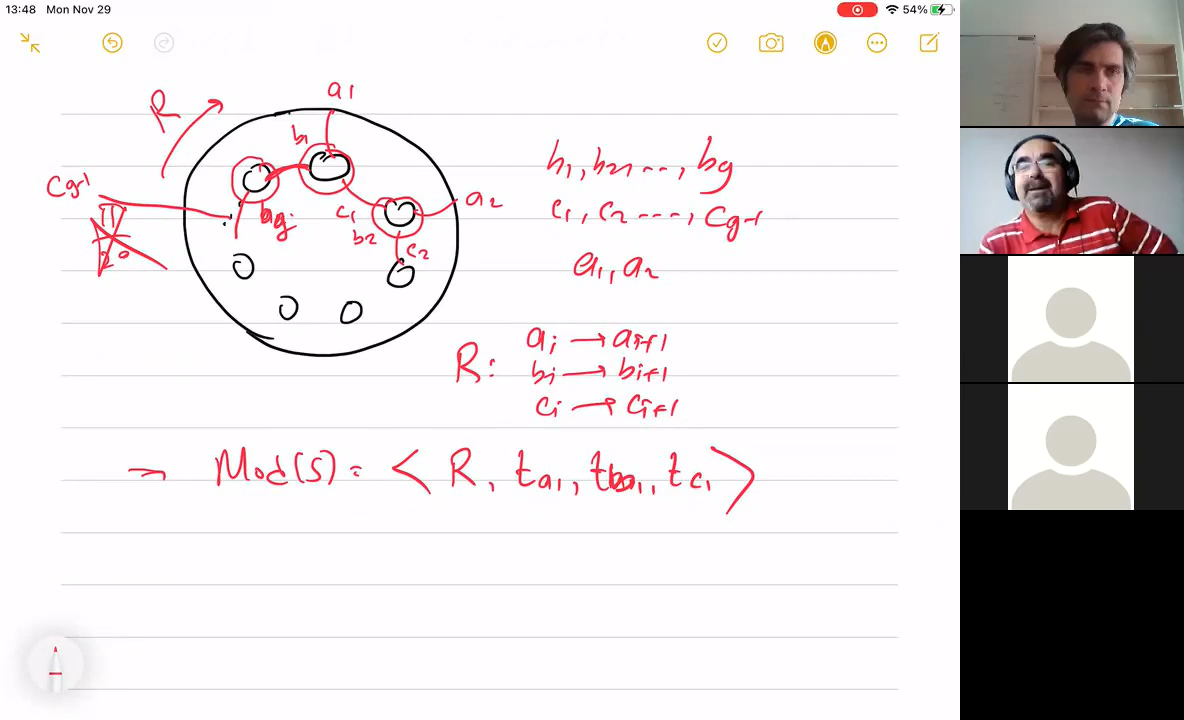 13:48 Mon Nov 29 54%
R
a1
b1
Cg-1
bg
c1
b2
a2
c2
b1, b2, ..., bg
c1, c2 ..., cg-1
a1, a2
R: ai → ai+1
bi → bi+1
ci → ci+1
→ Mod(S) = < R, ta1, tb1, tc1 >